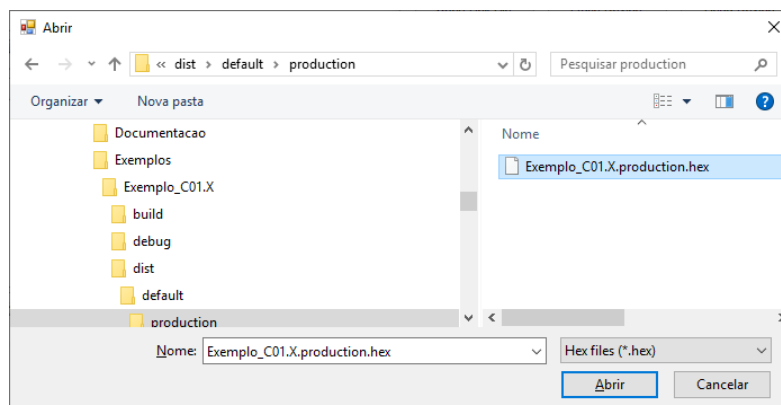 Abrir
« dist › default › production
Pesquisar production
Organizar
Nova pasta
Documentacao
Exemplos
Exemplo_C01.X
build
debug
dist
default
production
Nome
Exemplo_C01.X.production.hex
Nome: Exemplo_C01.X.production.hex
Hex files (*.hex)
Abrir
Cancelar